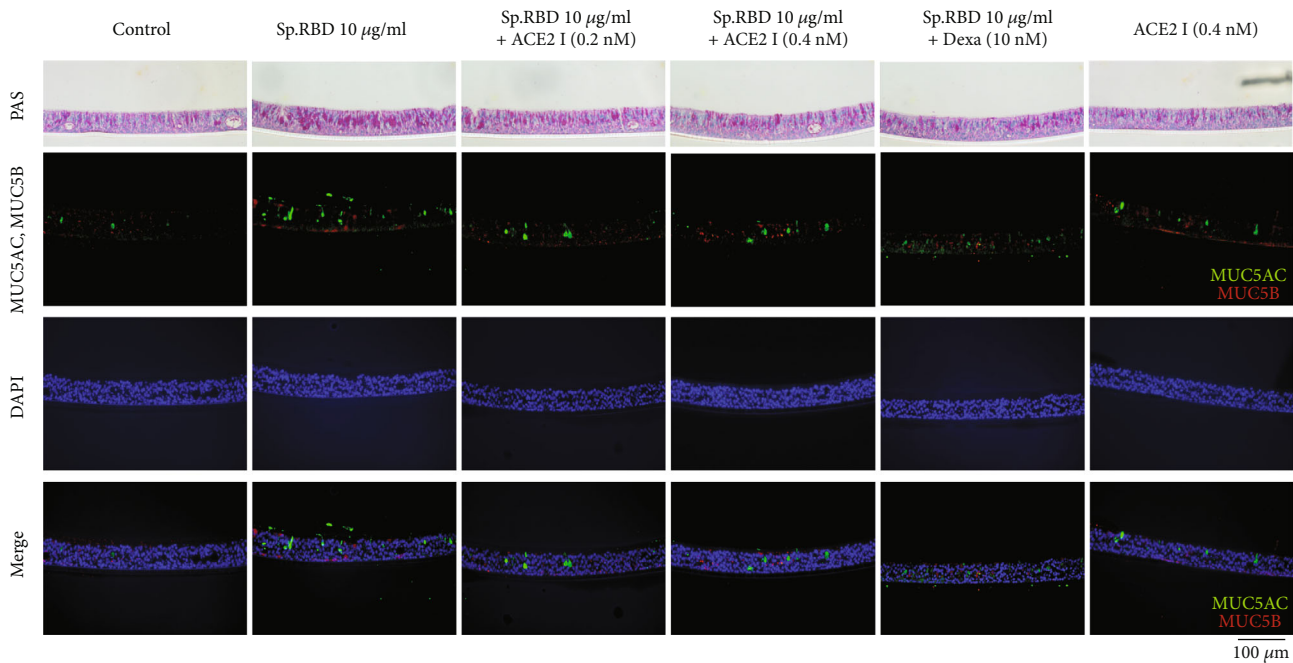 Control
Sp.RBD 10 μg/ml
Sp.RBD 10 μg/ml
+ ACE2 I (0.2 nM)
Sp.RBD 10 μg/ml
+ ACE2 I (0.4 nM)
Sp.RBD 10 μg/ml
+ Dexa (10 nM)
ACE2 I (0.4 nM)
PAS
MUC5AC, MUC5B
MUC5AC
MUC5B
DAPI
Merge
MUC5AC
MUC5B
100 μm